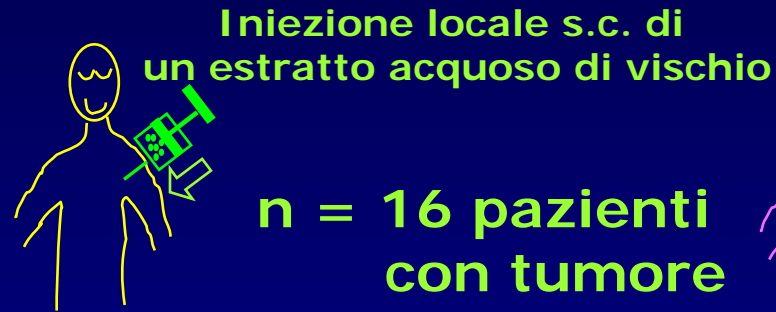 Iniezione locale s.c. di
un estratto acquoso di vischio
n = 16 pazienti
con tumore